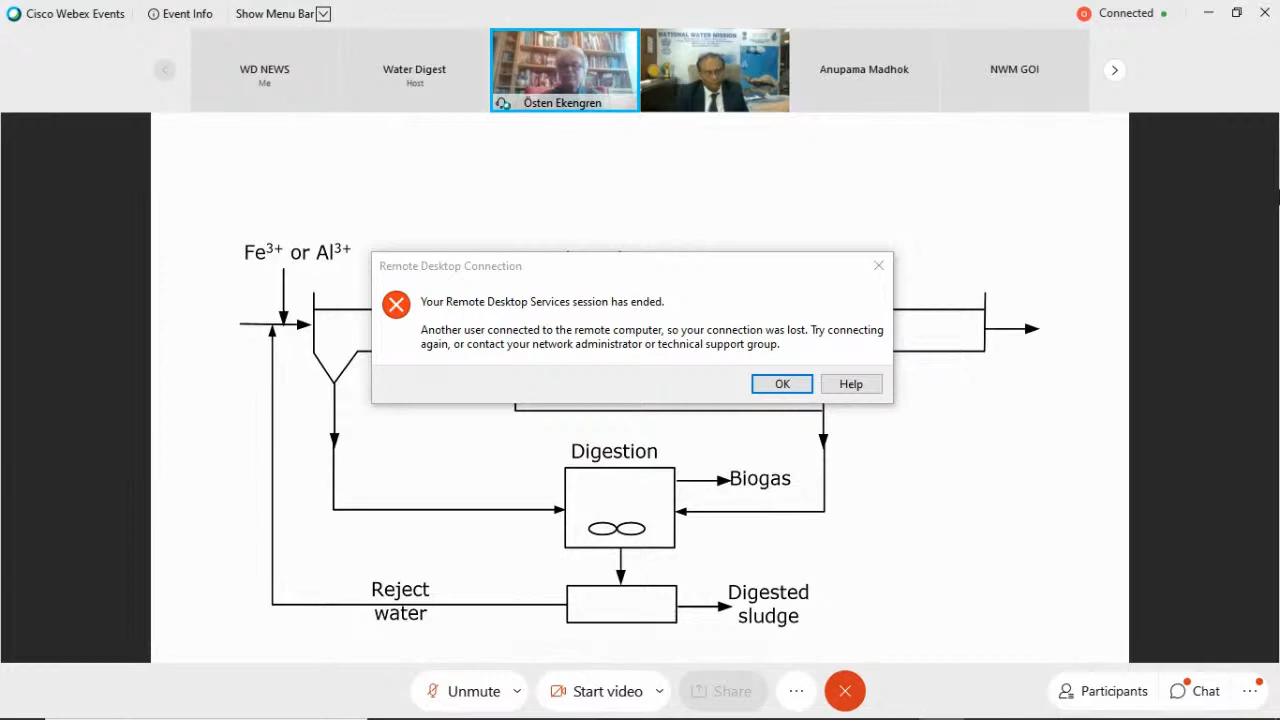 Cisco Webex Events
Event Info
Show Menu Bar
Connected
WD NEWS
Me
Water Digest
Host
Östen Ekengren
NATIONAL WATER MISSION
Anupama Madhok
NWM GOI
Fe3+ or Al3+
Remote Desktop Connection
Your Remote Desktop Services session has ended.
Another user connected to the remote computer, so your connection was lost. Try connecting
again, or contact your network administrator or technical support group.
OK
Help
Digestion
Biogas
Reject
water
Digested
sludge
Unmute
Start video
Share
Participants
Chat